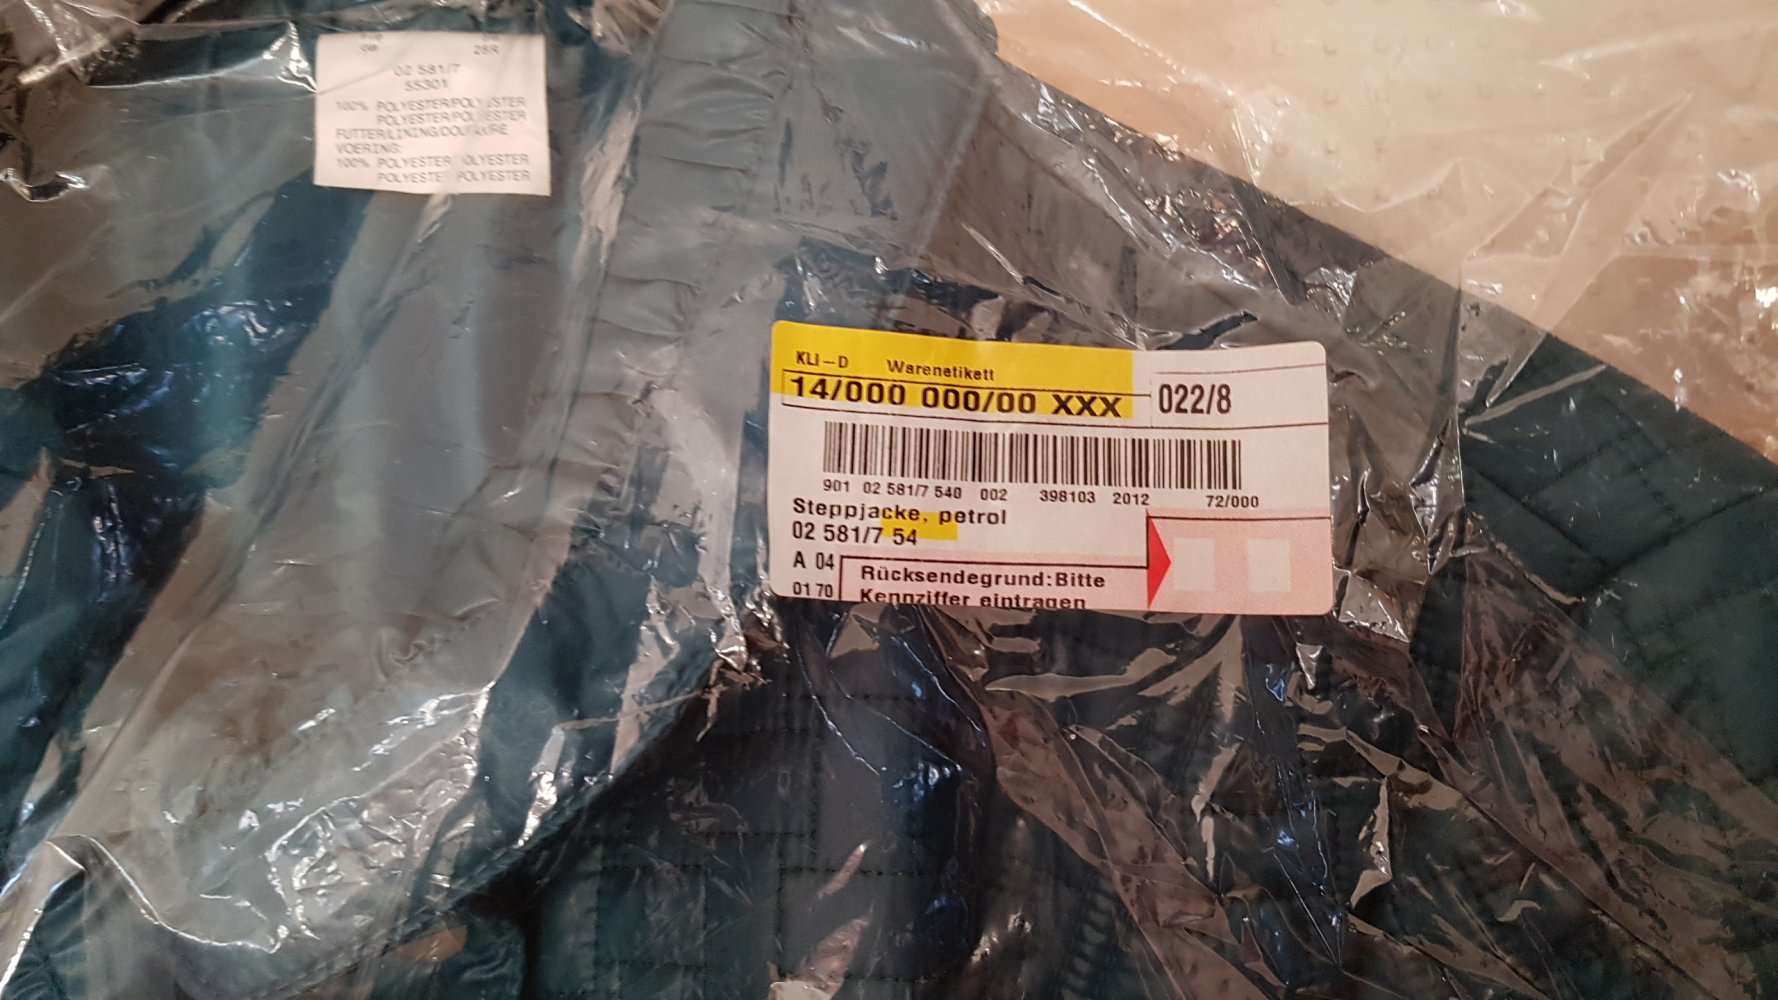 GB 28R
02 581/7
55301
100% POLYESTER/POLYESTER
POLYESTER/POLYESTER
FUTTER/LINING/DOUBLURE
VOERING:
100% POLYESTER/POLYESTER
POLYESTER/POLYESTER
KLI-D Warenetikett
14/000 000/00 XXX 022/8
901 02 581/7 540 002 398103 2012 72/000
Steppjacke, petrol
02 581/7 54
A 04
Rücksendegrund: Bitte
01 70
Kennziffer eintragen